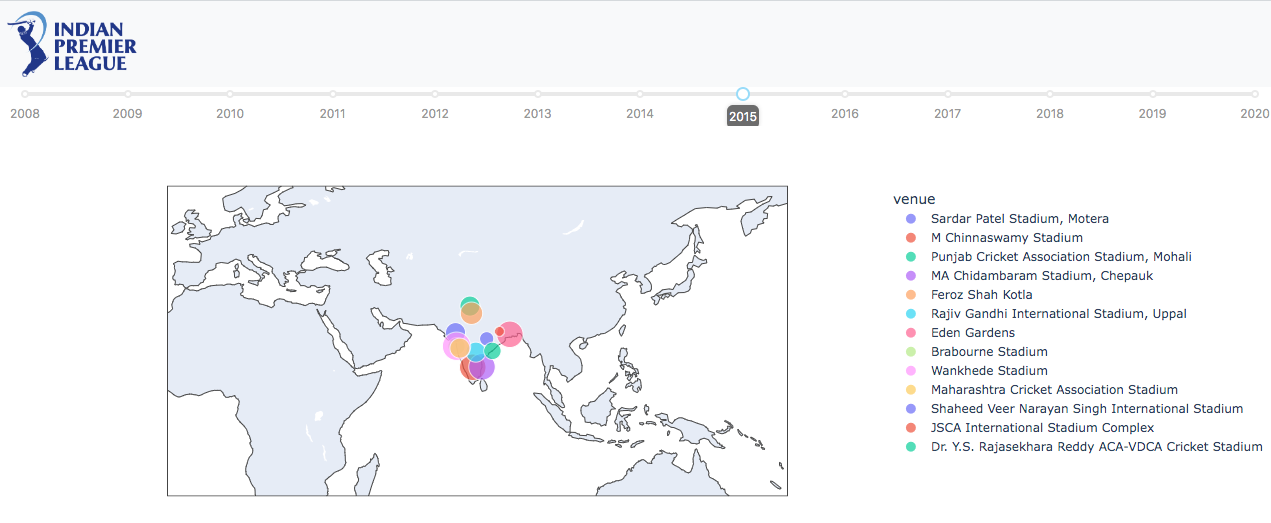 INDIAN
PREMIER
LEAGUE
2008 2009 2010 2011 2012 2013 2014 2015 2016 2017 2018 2019 2020
venue
Sardar Patel Stadium, Motera
M Chinnaswamy Stadium
Punjab Cricket Association Stadium, Mohali
MA Chidambaram Stadium, Chepauk
Feroz Shah Kotla
Rajiv Gandhi International Stadium, Uppal
Eden Gardens
Brabourne Stadium
Wankhede Stadium
Maharashtra Cricket Association Stadium
Shaheed Veer Narayan Singh International Stadium
JSCA International Stadium Complex
Dr. Y.S. Rajasekhara Reddy ACA-VDCA Cricket Stadium